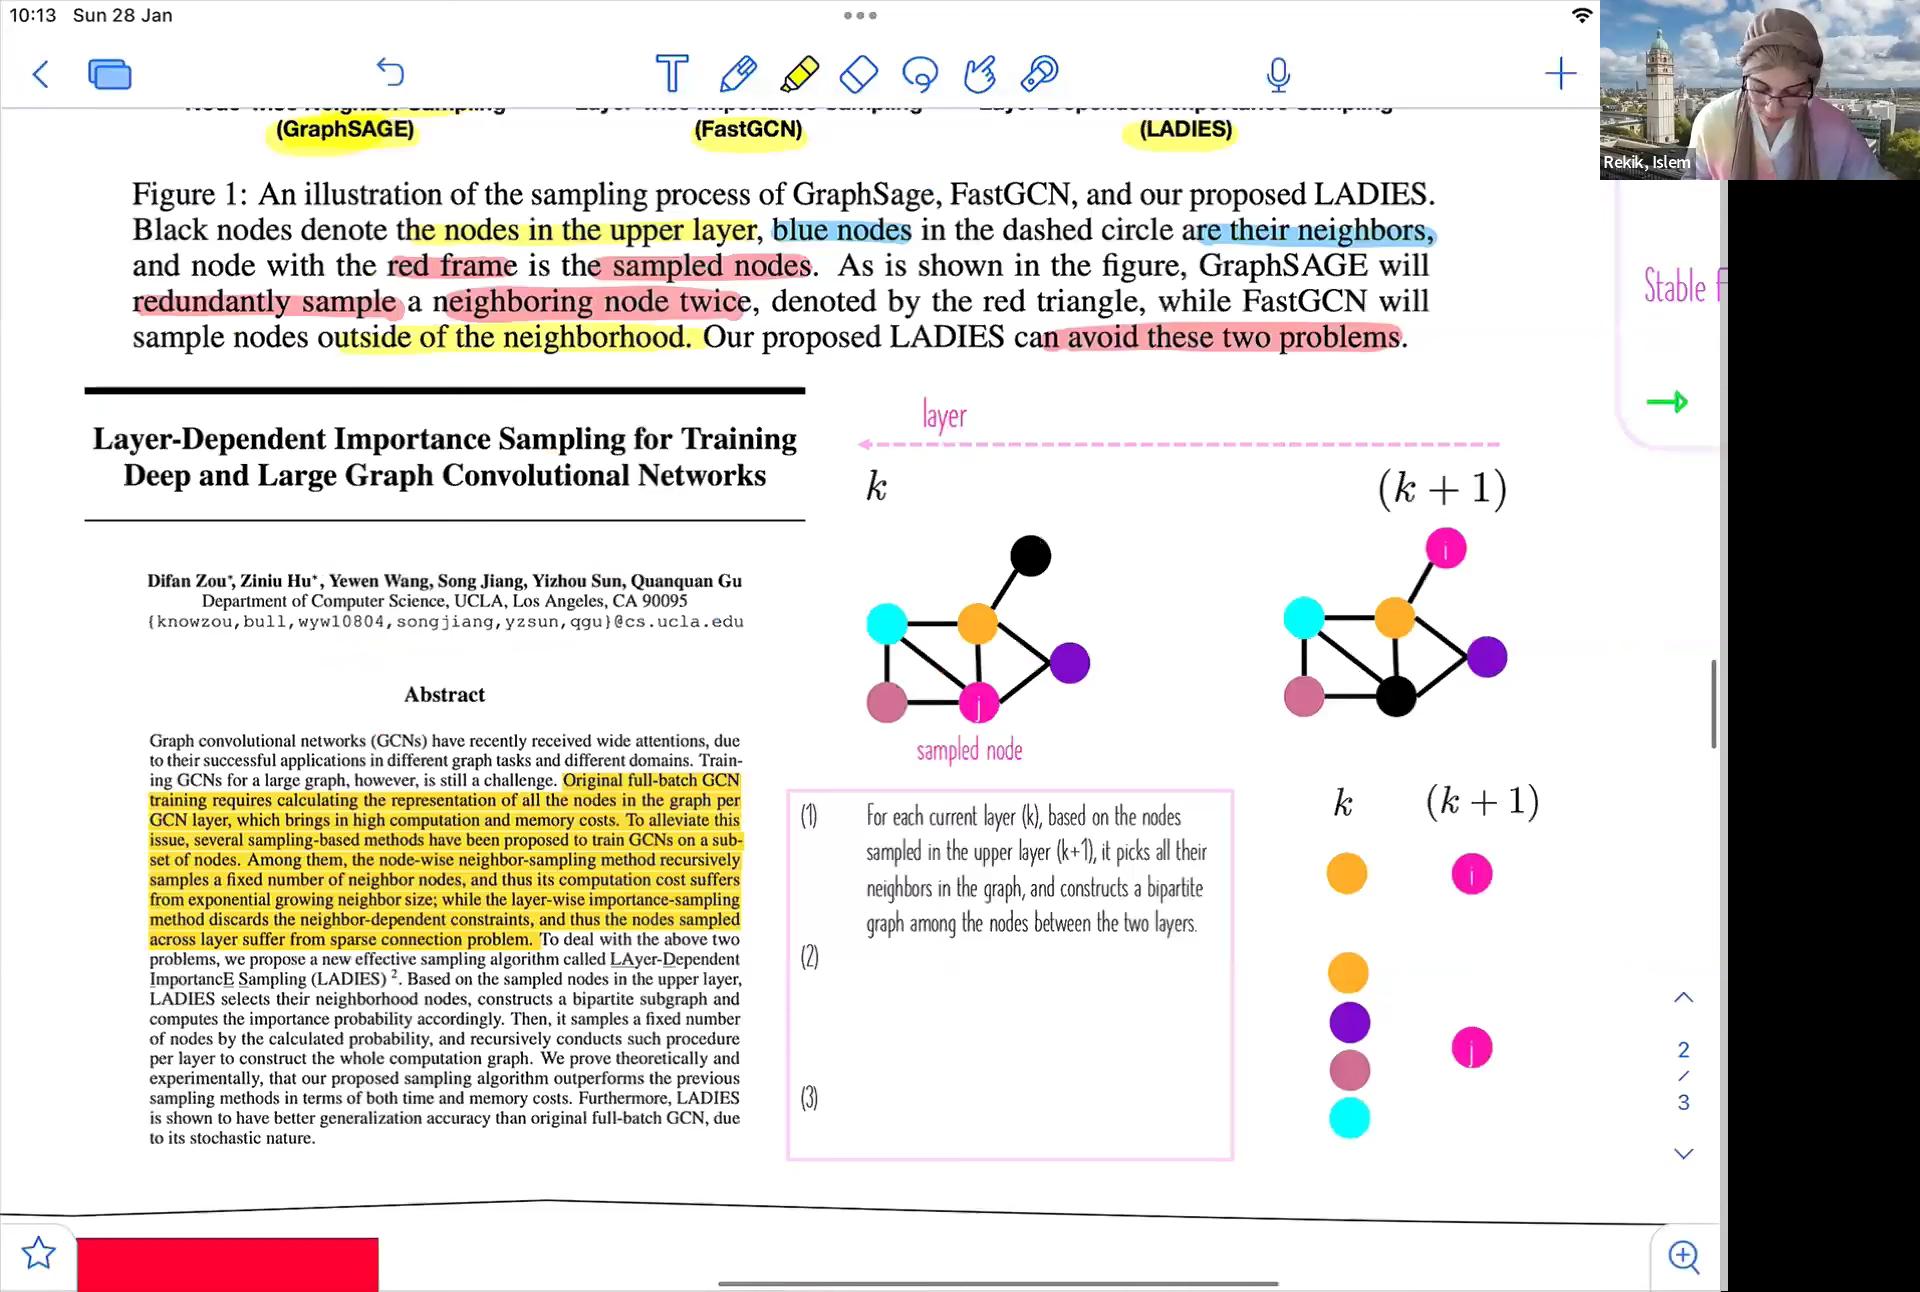 10:13 Sun 28 Jan
Node-wise Neighbor Sampling
(GraphSAGE)
Layer-wise Importance Sampling
(FastGCN)
Layer-Dependent Importance Sampling
(LADIES)
Rekik, Islem
Figure 1: An illustration of the sampling process of GraphSage, FastGCN, and our proposed LADIES.
Black nodes denote the nodes in the upper layer, blue nodes in the dashed circle are their neighbors,
and node with the red frame is the sampled nodes. As is shown in the figure, GraphSAGE will
redundantly sample a neighboring node twice, denoted by the red triangle, while FastGCN will
sample nodes outside of the neighborhood. Our proposed LADIES can avoid these two problems.
Stable f
Layer-Dependent Importance Sampling for Training
Deep and Large Graph Convolutional Networks
Difan Zou*, Ziniu Hu*, Yewen Wang, Song Jiang, Yizhou Sun, Quanquan Gu
Department of Computer Science, UCLA, Los Angeles, CA 90095
{knowzou,bull,wyw10804,songjiang,yzsun,qgu}@cs.ucla.edu
Abstract
Graph convolutional networks (GCNs) have recently received wide attentions, due
to their successful applications in different graph tasks and different domains. Train-
ing GCNs for a large graph, however, is still a challenge. Original full-batch GCN
training requires calculating the representation of all the nodes in the graph per
GCN layer, which brings in high computation and memory costs. To alleviate this
issue, several sampling-based methods have been proposed to train GCNs on a sub-
set of nodes. Among them, the node-wise neighbor-sampling method recursively
samples a fixed number of neighbor nodes, and thus its computation cost suffers
from exponential growing neighbor size; while the layer-wise importance-sampling
method discards the neighbor-dependent constraints, and thus the nodes sampled
across layer suffer from sparse connection problem. To deal with the above two
problems, we propose a new effective sampling algorithm called LAyer-Dependent
ImportancE Sampling (LADIES) 2. Based on the sampled nodes in the upper layer,
LADIES selects their neighborhood nodes, constructs a bipartite subgraph and
computes the importance probability accordingly. Then, it samples a fixed number
of nodes by the calculated probability, and recursively conducts such procedure
per layer to construct the whole computation graph. We prove theoretically and
experimentally, that our proposed sampling algorithm outperforms the previous
sampling methods in terms of both time and memory costs. Furthermore, LADIES
is shown to have better generalization accuracy than original full-batch GCN, due
to its stochastic nature.
layer
k
(k + 1)
i
j
sampled node
(1) For each current layer (k), based on the nodes
sampled in the upper layer (k+1), it picks all their
neighbors in the graph, and constructs a bipartite
graph among the nodes between the two layers.
(2)
(3)
k
(k + 1)
i
j
2
/
3